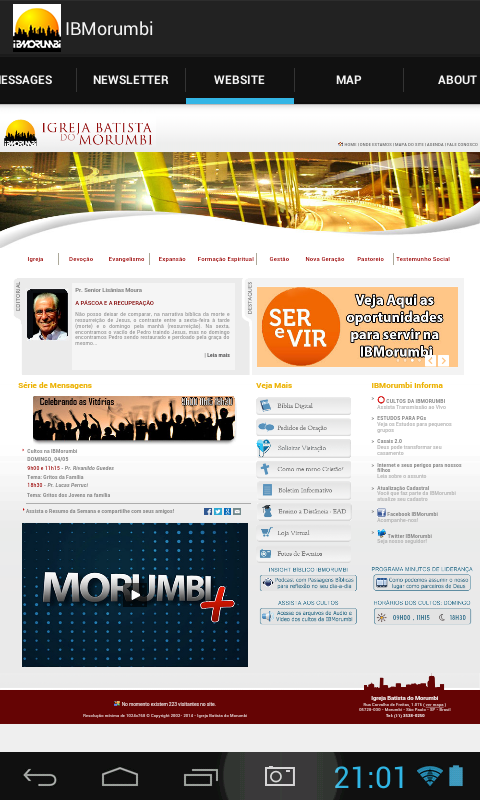 IBMORUMBI
IBMorumbi
ESSAGES
NEWSLETTER
WEBSITE
MAP
ABOUT
IBMORUMBI
IGREJA BATISTA
DO MORUMBI
HOME | ONDE ESTAMOS | MAPA DO SITE | AGENDA | FALE CONOSCO
Igreja
Devoção
Evangelismo
Expansão
Formação Espiritual
Gestão
Nova Geração
Pastoreio
Testemunho Social
EDITORIAL
Pr. Senior Lisânias Moura
A PÁSCOA E A RECUPERAÇÃO
Não posso deixar de comparar, na narrativa bíblica da morte e
ressurreição de Jesus, o contraste entre a sexta-feira à tarde
(morte) e o domingo pela manhã (ressurreição). Na sexta,
encontramos o vacilo de Pedro traindo Jesus, mas no domingo
encontramos Pedro sendo restaurado e perdoado pela graça do
mesmo...
| Leia mais
DESTAQUES
SER
e
VIR
Veja Aqui as
oportunidades
para servir na
IBMorumbi
Série de Mensagens
Celebrando as Vitórias
Cultos na IBMorumbi
DOMINGO, 04/05
9h00 e 11h15 - Pr. Rivanildo Guedes
Tema: Gritos da Família
18h30 - Pr. Lucas Parruci
Tema: Gritos dos Jovens na família
Assista o Resumo da Semana e compartilhe com seus amigos!
MORUMBI+
Veja Mais
Bíblia Digital
Pedidos de Oração
Solicitar Visitação
Como me torno Cristão?
Boletim Informativo
Ensino a Distância - EAD
Loja Virtual
Fotos de Eventos
IBMorumbi Informa
CULTOS DA IBMORUMBI
Assista Transmissão ao Vivo
ESTUDOS PARA PGs
Veja os Estudos para pequenos
grupos
Casais 2.0
Deus pode transformar seu
casamento
Internet e seus perigos para nossos
filhos
Leia sobre o assunto
Atualização Cadastral
Você que faz parte da IBMorumbi
atualize seu cadastro
Facebook IBMorumbi
Acompanhe-nos!
Twitter IBMorumbi
Seja nosso seguidor!
INSIGHT BÍBLICO IBMORUMBI
Podcast com Passagens Bíblicas
para reflexão no seu dia-a-dia
PROGRAMA MINUTOS DE LIDERANÇA
Como podemos assumir o nosso
lugar como parceiros de Deus
ASSISTA AOS CULTOS
Acesse os arquivos de Áudio e
Vídeo dos cultos da IBMorumbi
HORÁRIOS DOS CULTOS: DOMINGO
09H00 , 11H15
18H30
No momento existem 223 visitantes no site.
Resolução mínima de 1024x768 © Copyright 2003 - 2014 - Igreja Batista do Morumbi
Igreja Batista do Morumbi
Rua Carvalho de Freitas, 1.075 ( ver mapa )
05728-030 - Morumbi - São Paulo - SP - Brasil
21:01